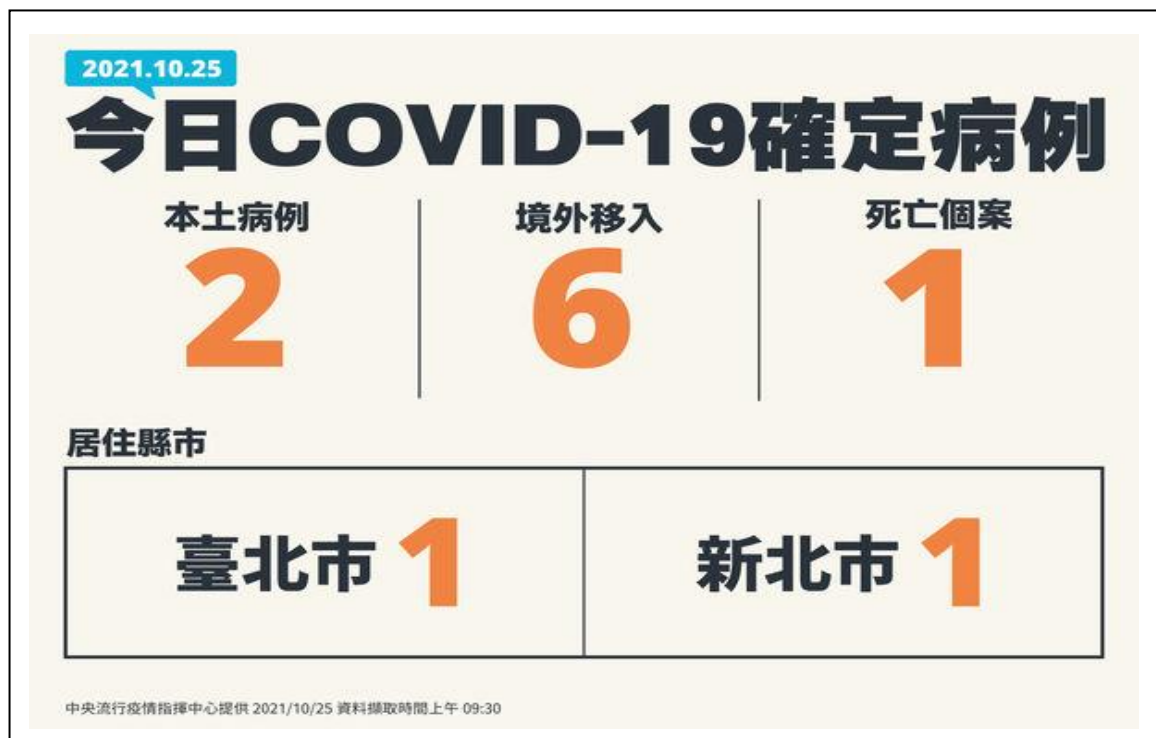 2021.10.25
今日COVID-19確定病例
本土病例 境外移入 死亡個案
2 6 1
居住縣市
臺北市 1 新北市 1
中央流行疫情指揮中心提供 2021/10/25 資料擷取時間上午 09:30